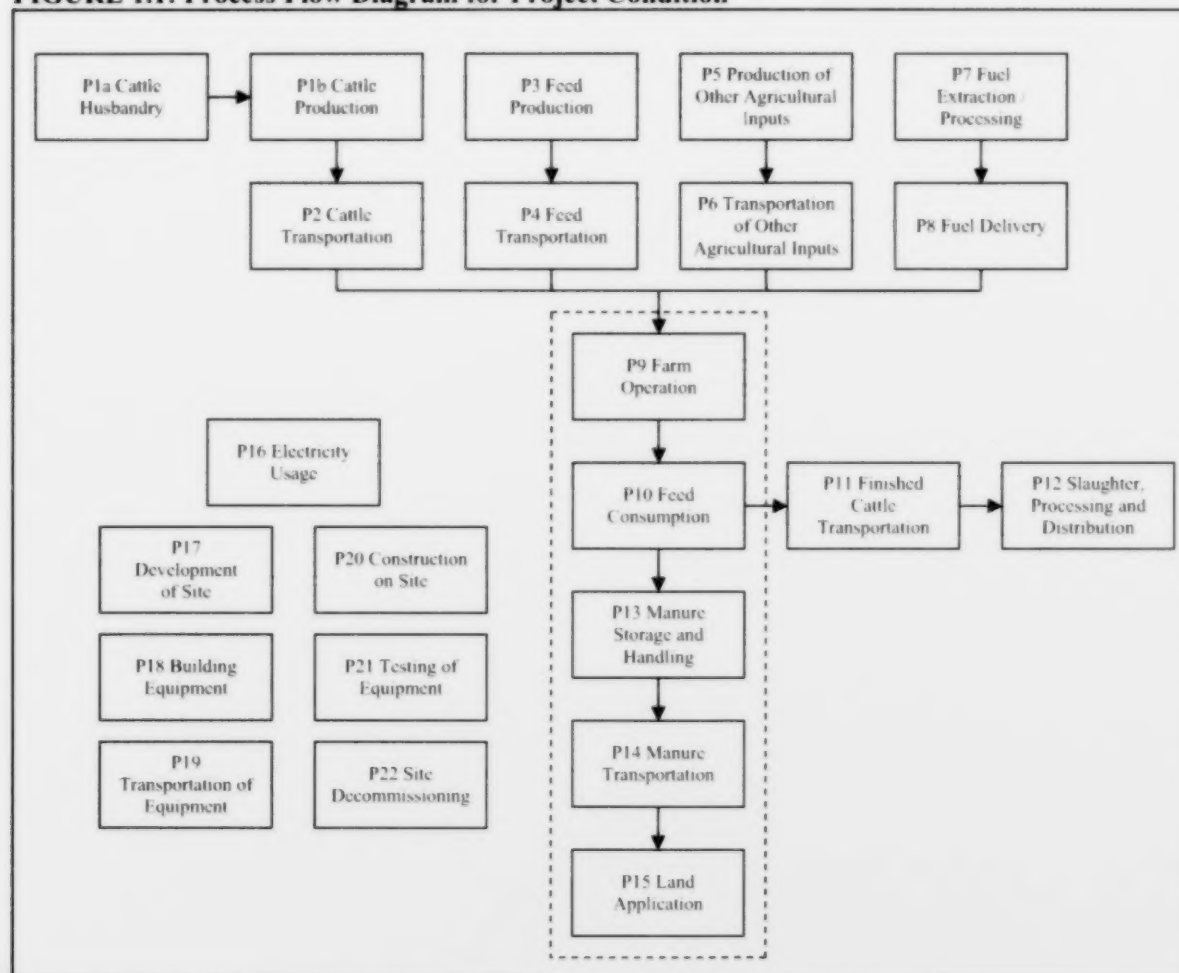 FIGURE 1.1: Process Flow Diagram for Project Condition
P1a Cattle
Husbandry
P1b Cattle
Production
P3 Feed
Production
P5 Production of
Other Agricultural
Inputs
P7 Fuel
Extraction
Processing
P2 Cattle
Transportation
P4 Feed
Transportation
P6 Transportation
of Other
Agricultural Inputs
P8 Fuel Delivery
P9 Farm
Operation
P16 Electricity
Usage
P10 Feed
Consumption
P11 Finished
Cattle
Transportation
P12 Slaughter,
Processing and
Distribution
P17
Development
of Site
P20 Construction
on Site
P13 Manure
Storage and
Handling
P18 Building
Equipment
P21 Testing of
Equipment
P14 Manure
Transportation
P19
Transportation of
Equipment
P22 Site
Decommissioning
P15 Land
Application